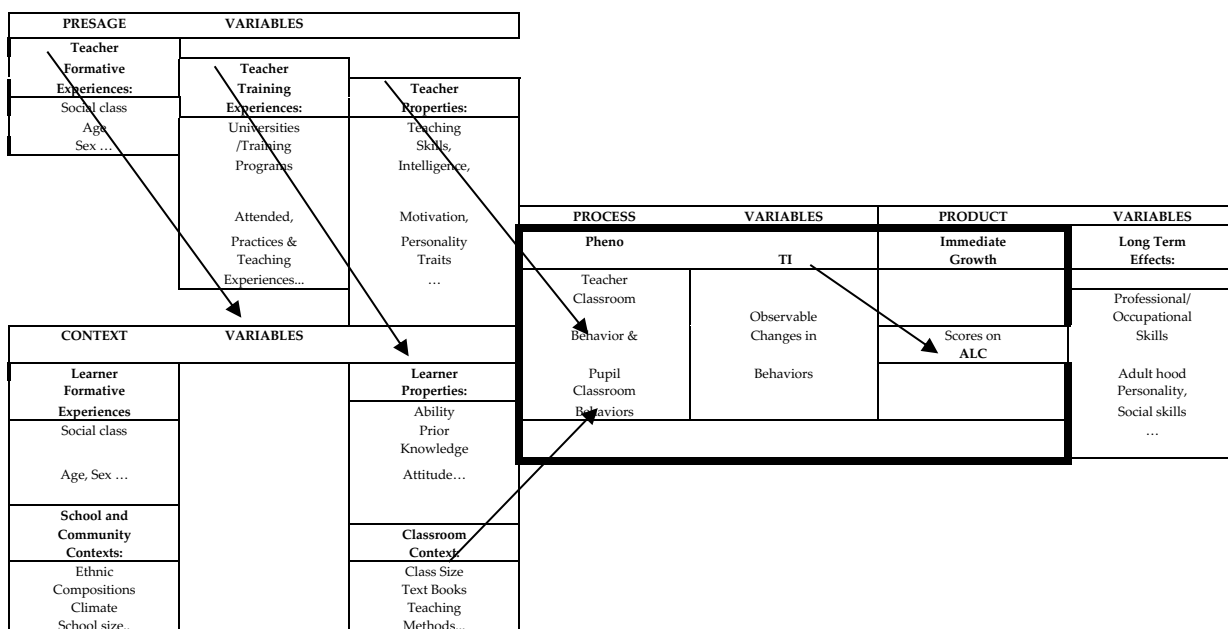 PRESAGE VARIABLES
Teacher
Formative
Experiences:
Social class
Age
Sex …
Teacher
Training
Experiences:
Universities
/Training
Programs
Attended,
Practices &
Teaching
Experiences...
Teacher
Properties:
Teaching
Skills,
Intelligence,
Motivation,
Personality
Traits
…
CONTEXT VARIABLES
Learner
Formative
Experiences
Social class
Age, Sex …
School and
Community
Contexts:
Ethnic
Compositions
Climate
School size..
Learner
Properties:
Ability
Prior
Knowledge
Attitude…
Classroom
Context:
Class Size
Text Books
Teaching
Methods...
PROCESS VARIABLES
Pheno
TI
Teacher
Classroom
Behavior &
Pupil
Classroom
Behaviors
Observable
Changes in
Behaviors
PRODUCT VARIABLES
Immediate
Growth
Scores on
ALC
Long Term
Effects:
Professional/
Occupational
Skills
Adult hood
Personality,
Social skills
…